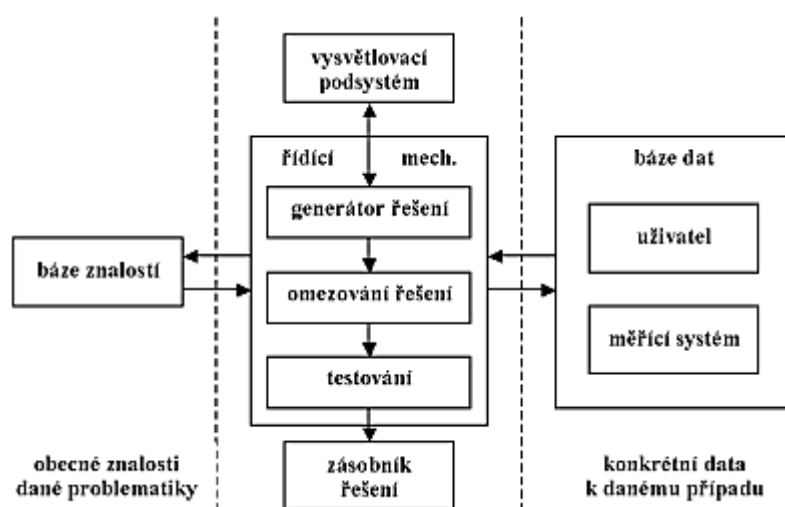 vysvětlovací
podsystém
řídící mech.
generátor řešení
omezování řešení
testování
zásobník
řešení
báze znalostí
obecné znalosti
dané problematiky
báze dat
uživatel
měřící systém
konkrétní data
k danému případu